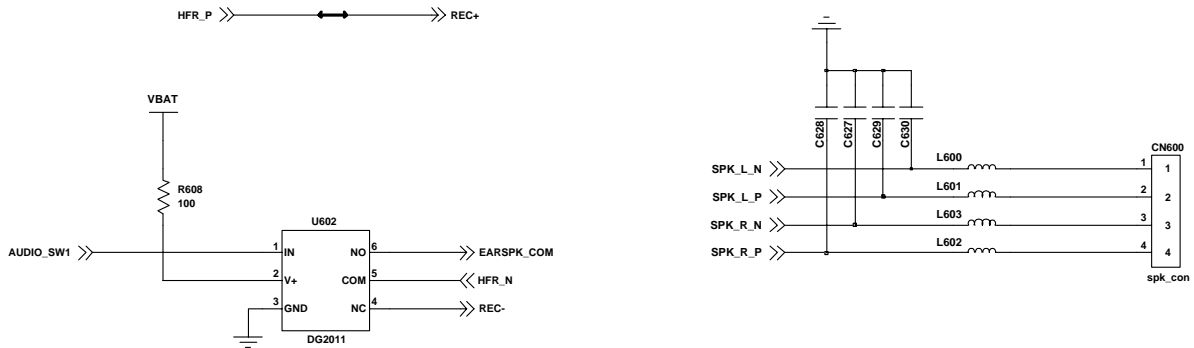 HFR_P
REC+
VBAT
R608
100
U602
AUDIO_SW1
1
IN
NO
6
EARSPK_COM
2
V+
COM
5
HFR_N
3
GND
NC
4
REC-
DG2011
C628
C627
C629
C630
CN600
SPK_L_N
L600
1
1
SPK_L_P
L601
2
2
SPK_R_N
L603
3
3
SPK_R_P
L602
4
4
spk_con